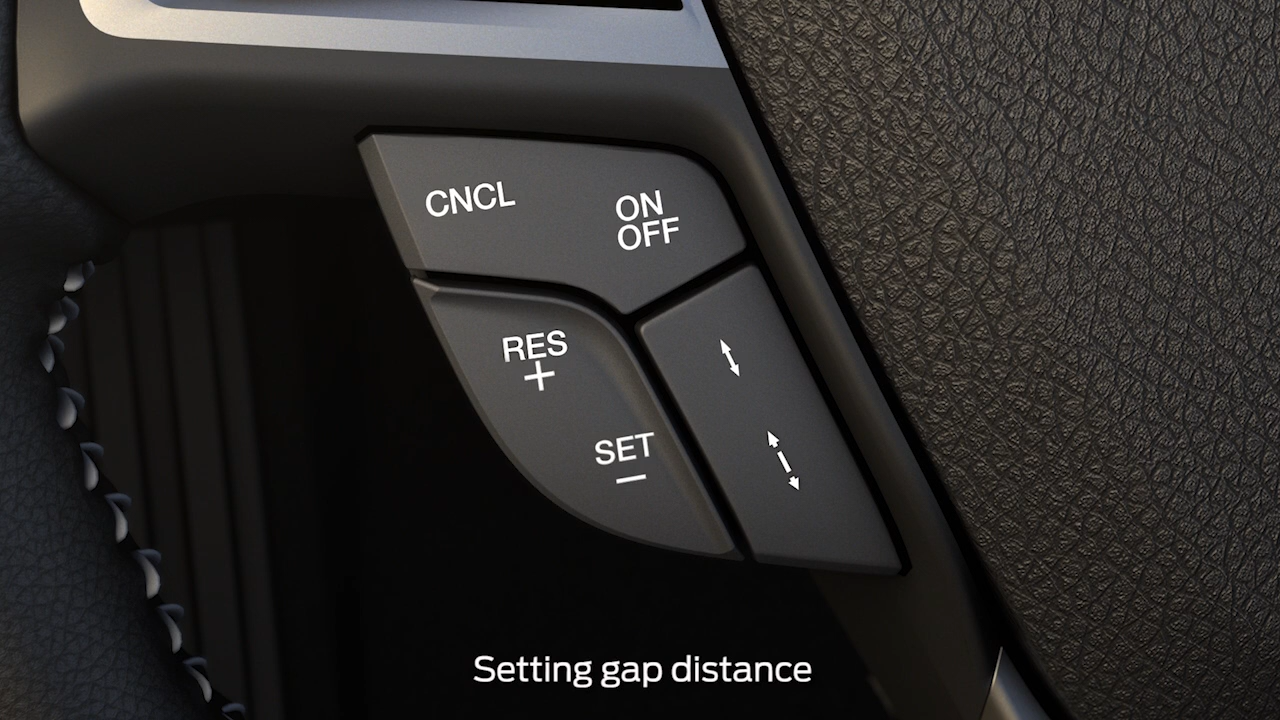 CNCL
ON
OFF
RES
+
SET
–
Setting gap distance